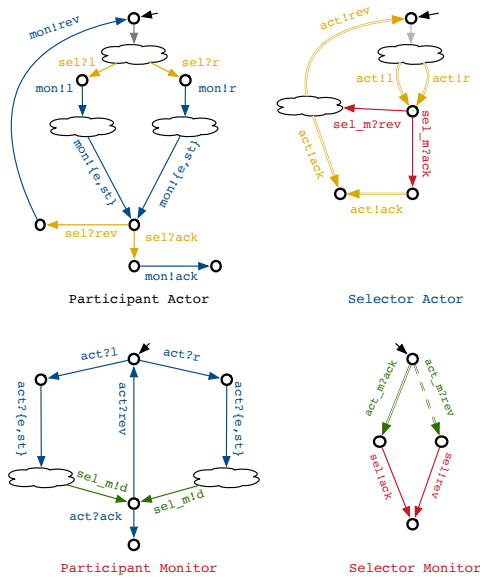 mon!rev
sel?l
sel?r
mon!l
mon!r
mon!{e,st}
mon!{e,st}
sel?rev
sel?ack
mon!ack
Participant Actor
act!rev
act!l
act!r
sel_m?rev
sel_m?ack
act!ack
act!ack
Selector Actor
act?l
act?r
act?{e,st}
act?rev
act?{e,st}
sel_m!d
sel_m!d
act?ack
Participant Monitor
act_m?ack
act_m?rev
sel!ack
sel!rev
Selector Monitor